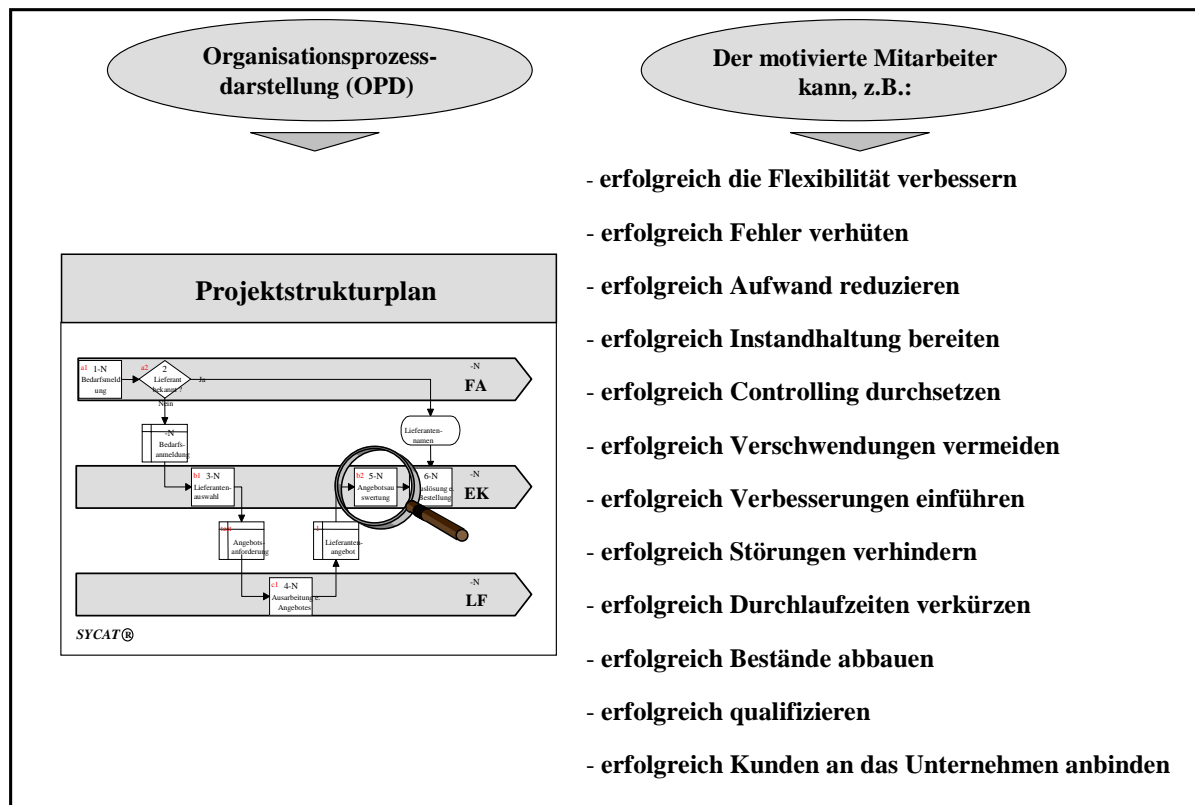 Organisationsprozess-
darstellung (OPD)
Der motivierte Mitarbeiter
kann, z.B.:
- erfolgreich die Flexibilität verbessern
- erfolgreich Fehler verhüten
- erfolgreich Aufwand reduzieren
- erfolgreich Instandhaltung bereiten
- erfolgreich Controlling durchsetzen
- erfolgreich Verschwendungen vermeiden
- erfolgreich Verbesserungen einführen
- erfolgreich Störungen verhindern
- erfolgreich Durchlaufzeiten verkürzen
- erfolgreich Bestände abbauen
- erfolgreich qualifizieren
- erfolgreich Kunden an das Unternehmen anbinden
Projektstrukturplan
a1 1-N
Bedarfsmeld
ung
a2 2
Lieferant
bekannt ?
Ja
Nein
-N
FA
-N
Bedarfs-
anmeldung
Lieferanten-
namen
b1 3-N
Lieferanten-
auswahl
b2 5-N
Angebotsau
swertung
6-N
uslösung e.
Bestellung
-N
EK
Angebots-
anforderung
Lieferanten-
angebot
c1 4-N
Ausarbeitung e.
Angebotes
-N
LF
SYCAT®